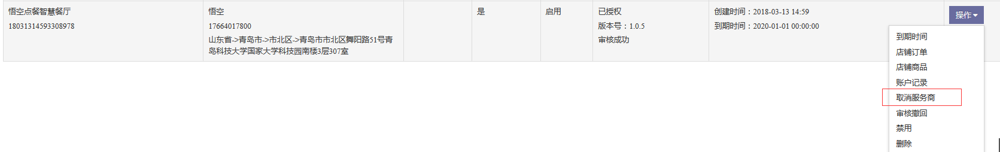 悟空点餐智慧餐厅
18031314593308978
悟空
17664017800
山东省->青岛市->市北区->青岛市市北区舞阳路51号青
岛科技大学国家大学科技园南楼3层307室
是
启用
已授权
版本号：1.0.5
审核成功
创建时间：2018-03-13 14:59
到期时间：2020-01-01 00:00:00
操作
到期时间
店铺订单
店铺商品
账户记录
取消服务商
审核撤回
禁用
删除